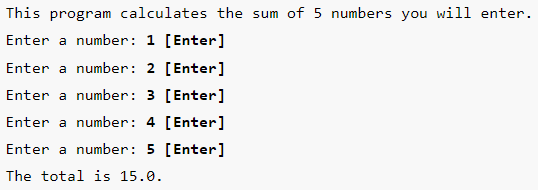 This program calculates the sum of 5 numbers you will enter.
Enter a number: 1 [Enter]
Enter a number: 2 [Enter]
Enter a number: 3 [Enter]
Enter a number: 4 [Enter]
Enter a number: 5 [Enter]
The total is 15.0.